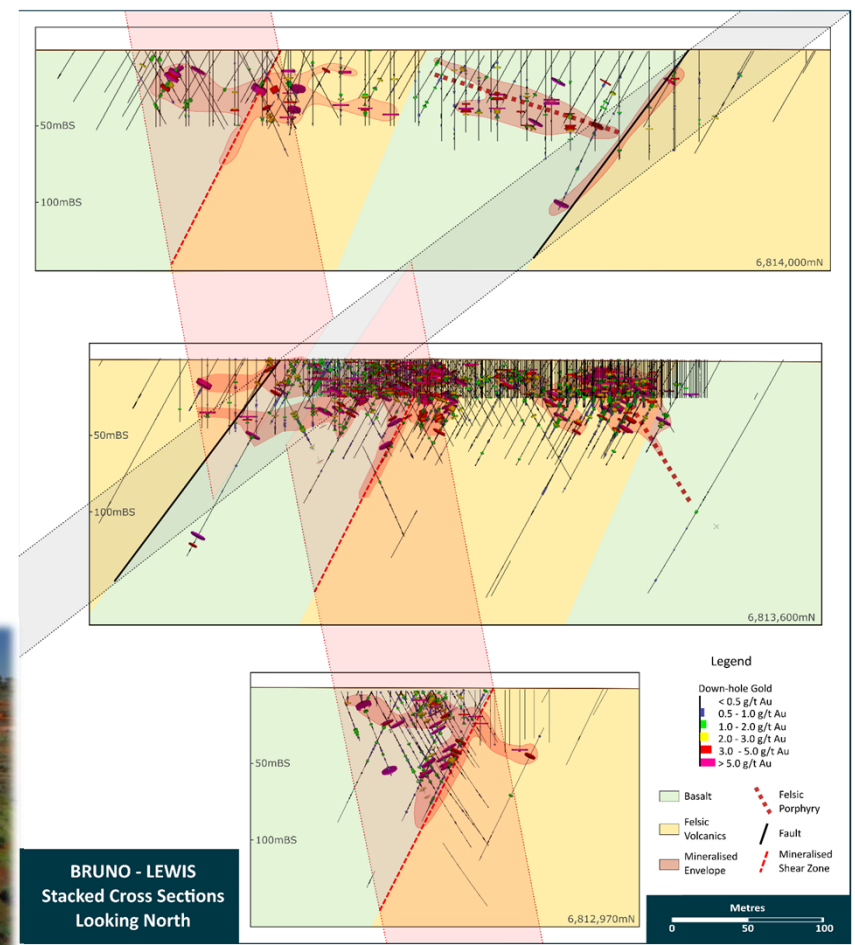 50mBS
100mBS
6,814,000mN
50mBS
100mBS
6,813,600mN
50mBS
100mBS
6,812,970mN
Legend
Down-hole Gold
< 0.5 g/t Au
0.5 - 1.0 g/t Au
1.0 - 2.0 g/t Au
2.0 - 3.0 g/t Au
3.0 - 5.0 g/t Au
> 5.0 g/t Au
Basalt
Felsic
Volcanics
Mineralised
Envelope
Felsic
Porphyry
Fault
Mineralised
Shear Zone
BRUNO - LEWIS
Stacked Cross Sections
Looking North
Metres
0 50 100